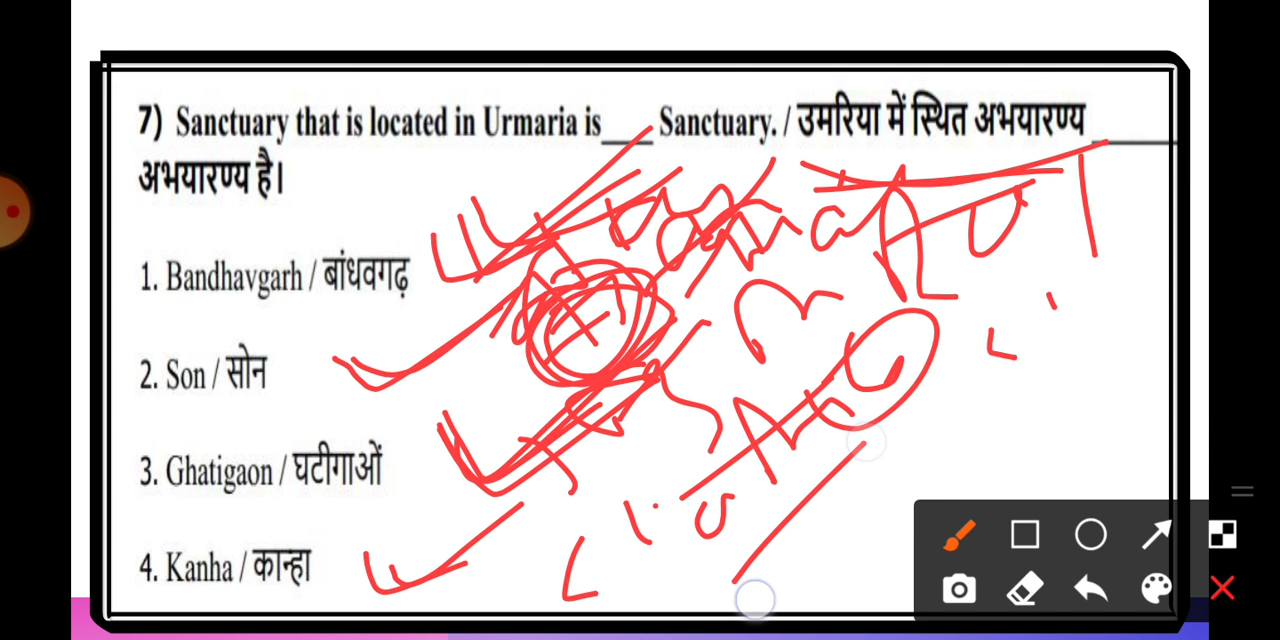 7) Sanctuary that is located in Urmaria is___ Sanctuary. / उमरिया में स्थित अभयारण्य ______
अभयारण्य है।
1. Bandhavgarh / बांधवगढ़
2. Son / सोन
3. Ghatigaon / घटीगाओं
4. Kanha / कान्हा